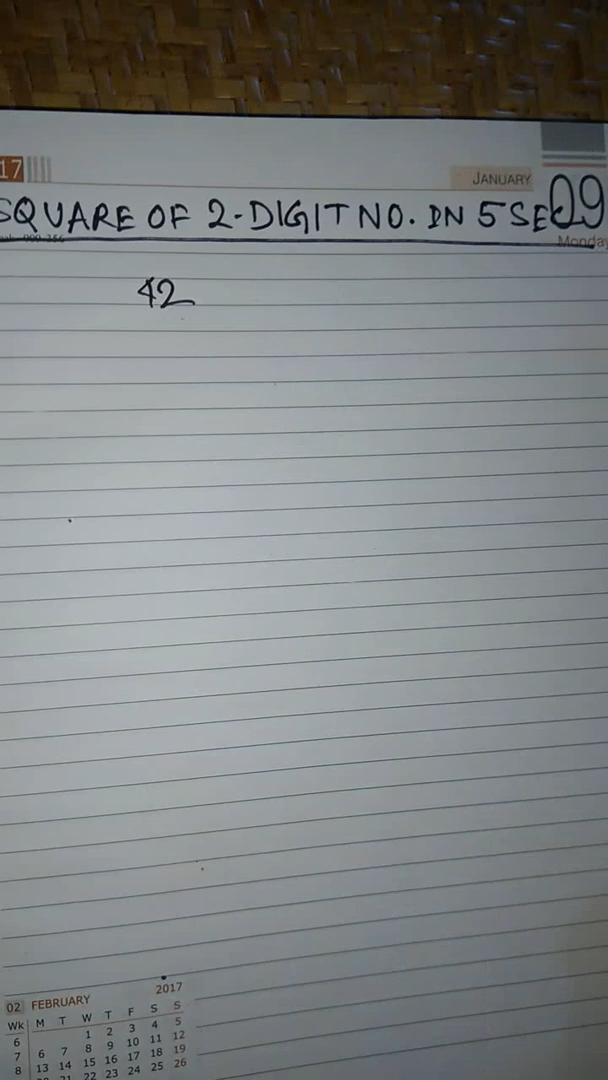 17
JANUARY
09
SQUARE OF 2-DIGIT NO. IN 5 SE
Monday
42
02 FEBRUARY 2017
Wk M T W T F S S
6 1 2 3 4 5
7 6 7 8 9 10 11 12
8 13 14 15 16 17 18 19
21 22 23 24 25 26